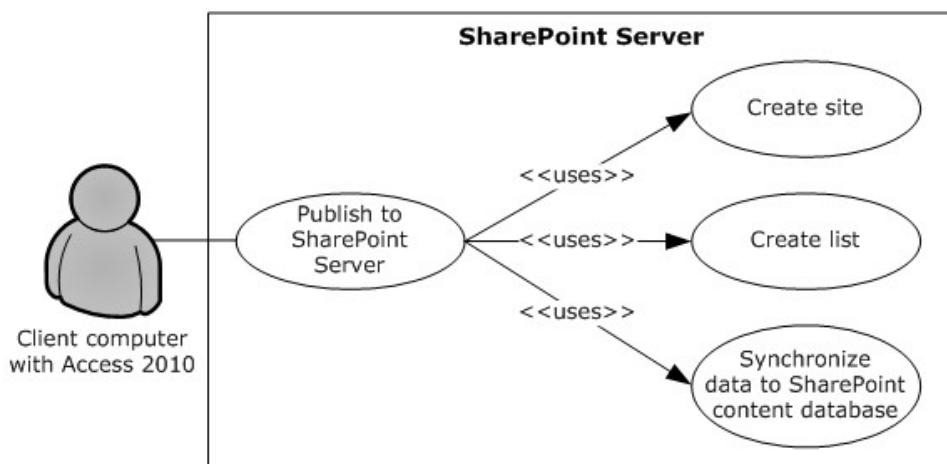 SharePoint Server
Create site
<<uses>>
Publish to
SharePoint
Server
<<uses>>
Create list
<<uses>>
Client computer
with Access 2010
Synchronize
data to SharePoint
content database